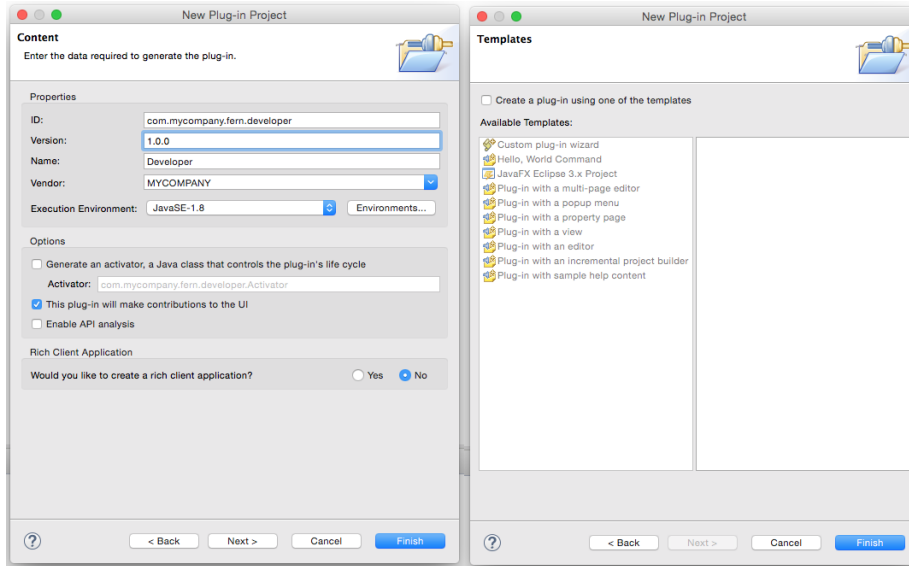 New Plug-in Project
Content
Enter the data required to generate the plug-in.
Properties
ID: com.mycompany.fern.developer
Version: 1.0.0
Name: Developer
Vendor: MYCOMPANY
Execution Environment: JavaSE-1.8 Environments...
Options
Generate an activator, a Java class that controls the plug-in's life cycle
Activator: com.mycompany.fern.developer.Activator
This plug-in will make contributions to the UI
Enable API analysis
Rich Client Application
Would you like to create a rich client application? Yes No
? < Back Next > Cancel Finish
New Plug-in Project
Templates
Create a plug-in using one of the templates
Available Templates:
Custom plug-in wizard
Hello, World Command
JavaFX Eclipse 3.x Project
Plug-in with a multi-page editor
Plug-in with a popup menu
Plug-in with a property page
Plug-in with a view
Plug-in with an editor
Plug-in with an incremental project builder
Plug-in with sample help content
? < Back Next > Cancel Finish